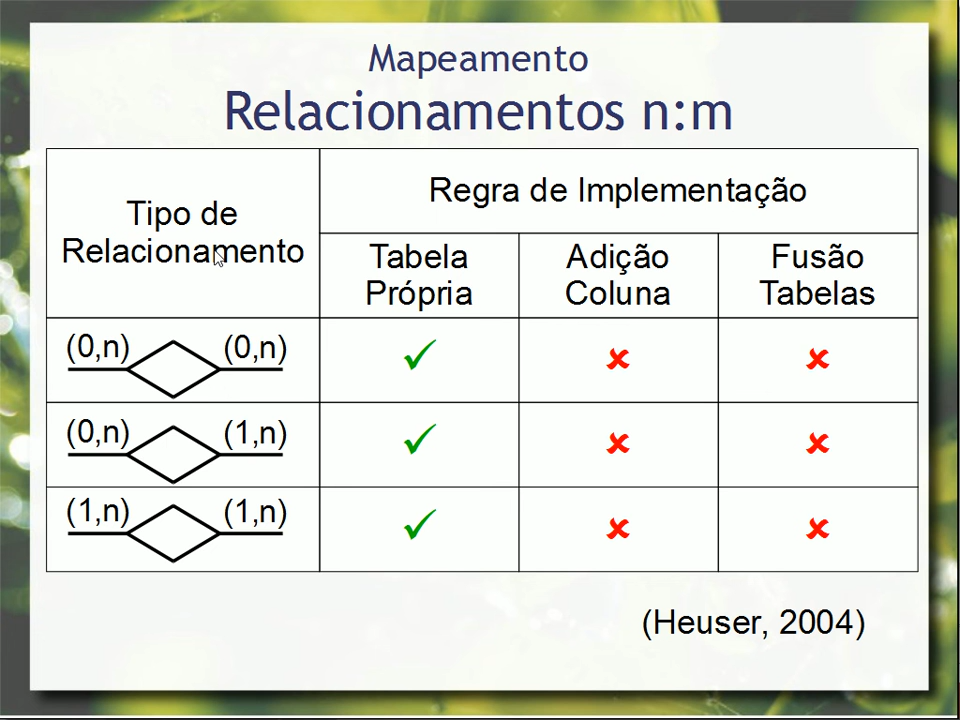 Mapeamento
Relacionamentos n:m
Tipo de
Relacionamento
Regra de Implementação
Tabela
Própria
Adição
Coluna
Fusão
Tabelas
(0,n) (0,n)
(0,n) (1,n)
(1,n) (1,n)
(Heuser, 2004)